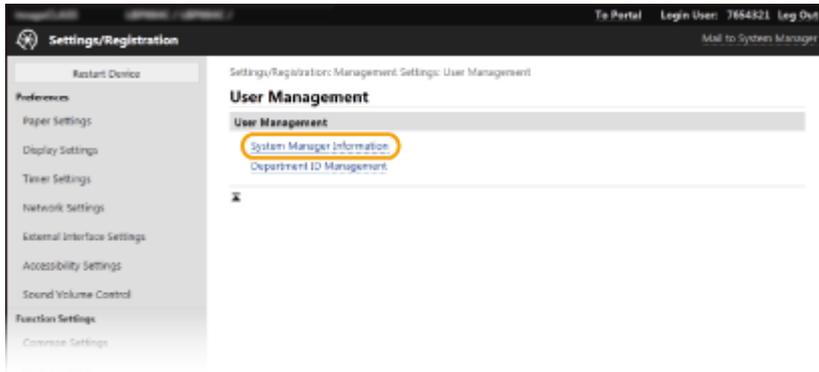 To Portal Login User: 7654321 Log Out
Settings/Registration
Mail to System Manager
Restart Device
Settings/Registration: Management Settings: User Management
Preferences
User Management
Paper Settings
User Management
Display Settings
System Manager Information
Department ID Management
Timer Settings
Network Settings
External Interface Settings
Accessibility Settings
Sound Volume Control
Function Settings
Common Settings